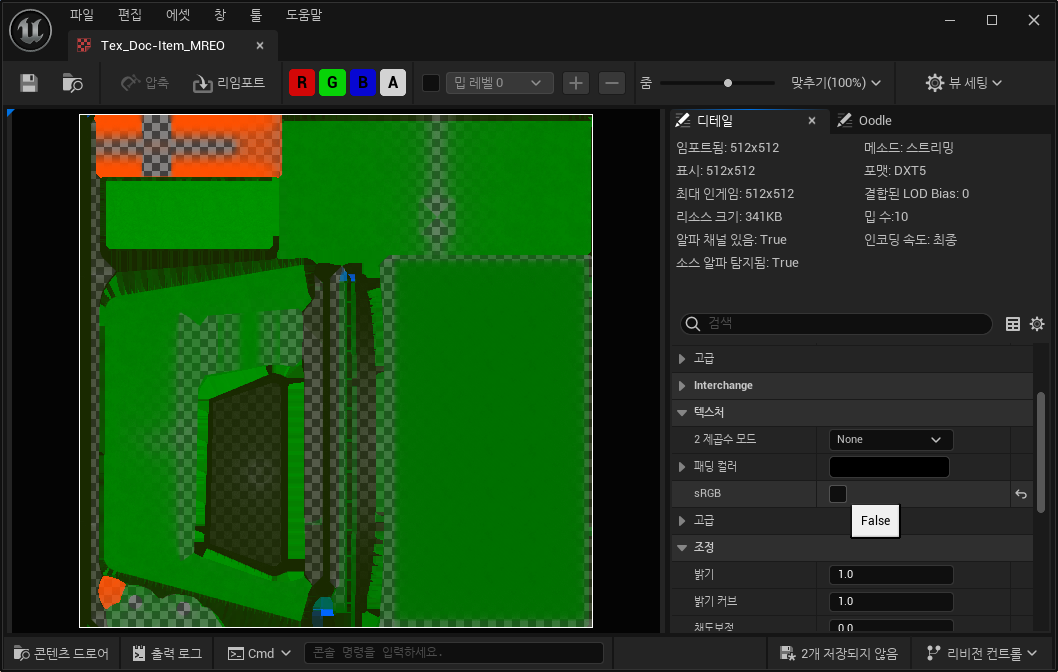 파일 편집 에셋 창 툴 도움말
Tex_Doc-Item_MREO
압축 리임포트 R G B A 밉 레벨 0 줌 맞추기(100%) 뷰 세팅
디테일 Oodle
임포트됨: 512x512 메소드: 스트리밍
표시: 512x512 포맷: DXT5
최대 인게임: 512x512 결합된 LOD Bias: 0
리소스 크기: 341KB 밉 수:10
알파 채널 있음: True 인코딩 속도: 최종
소스 알파 탐지됨: True
검색
고급
Interchange
텍스처
2 제곱수 모드 None
패딩 컬러
sRGB
False
고급
조정
밝기 1.0
밝기 커브 1.0
채도보정 0.0
콘텐츠 드로어 출력 로그 Cmd 콘솔 명령을 입력하세요. 2개 저장되지 않음 리비전 컨트롤